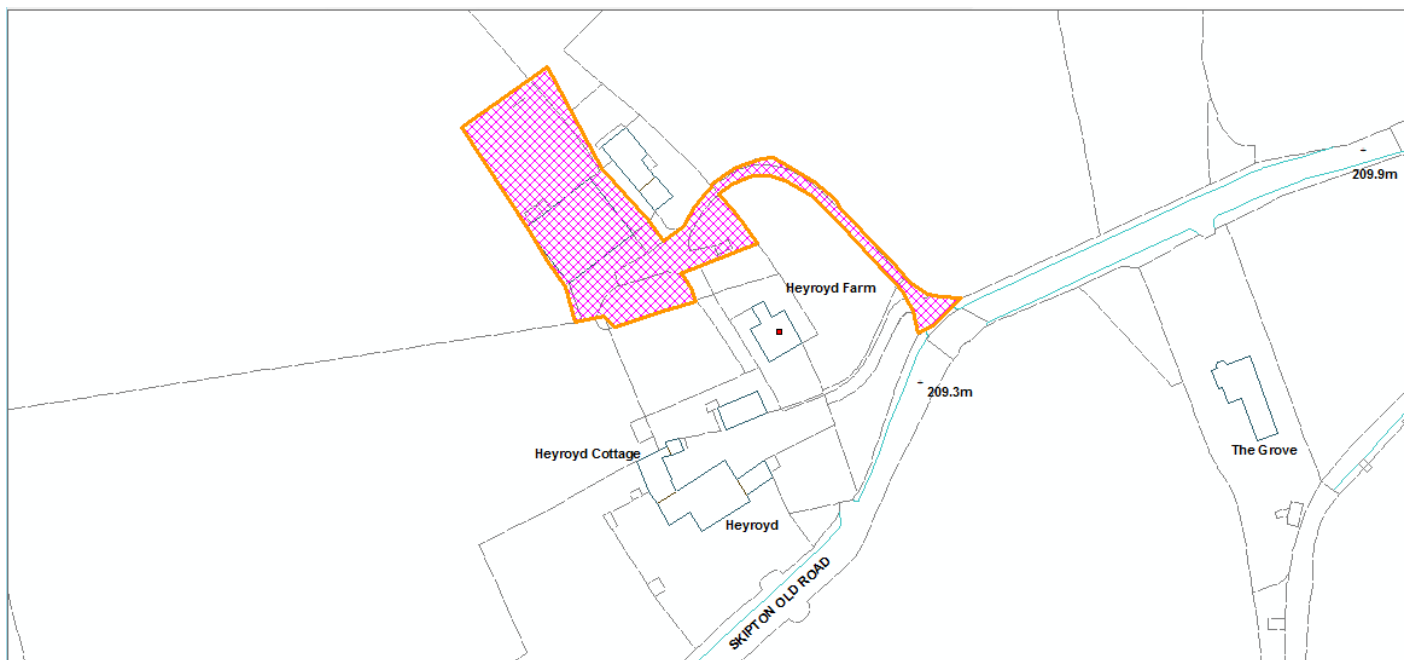 209.9m
Heyroyd Farm
209.3m
Heyroyd Cottage
The Grove
Heyroyd
SKIPTON OLD ROAD